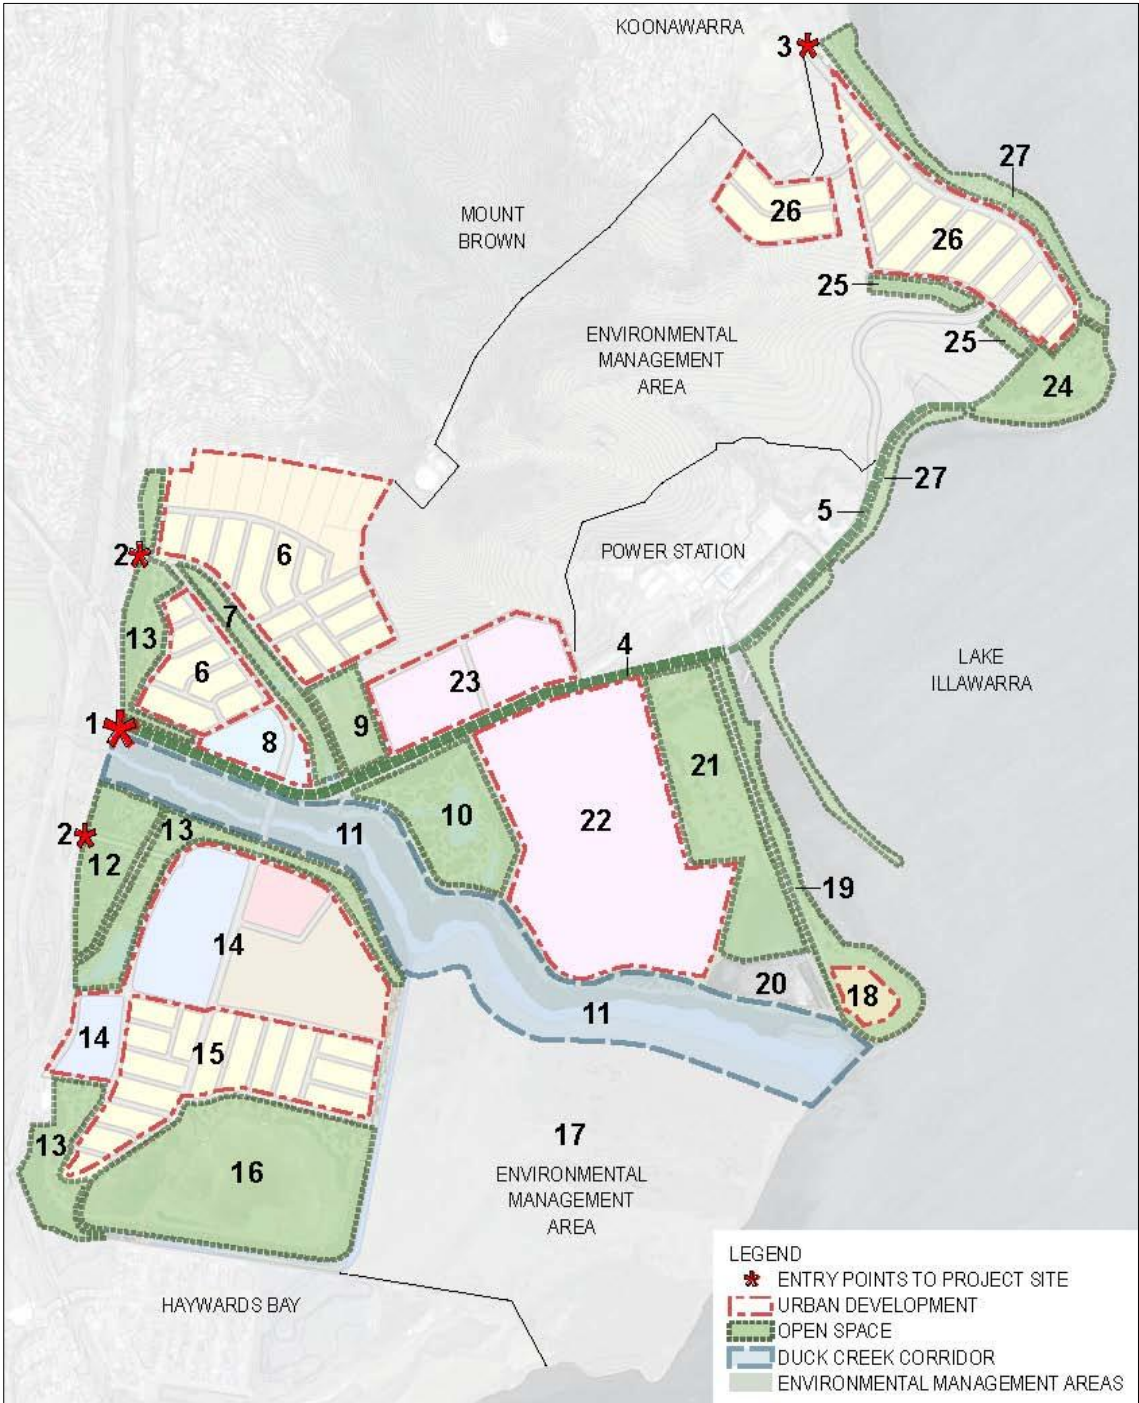 KOONAWARRA
3
27
MOUNT
BROWN
26
26
25
ENVIRONMENTAL
MANAGEMENT
AREA
25
24
27
5
POWER STATION
2
6
7
13
4
LAKE
ILLAWARRA
6
23
1
9
8
21
10
22
2
13
11
12
19
14
20
18
11
14
15
17
13
16
ENVIRONMENTAL
MANAGEMENT
AREA
HAYWARDS BAY
LEGEND
ENTRY POINTS TO PROJECT SITE
URBAN DEVELOPMENT
OPEN SPACE
DUCK CREEK CORRIDOR
ENVIRONMENTAL MANAGEMENT AREAS